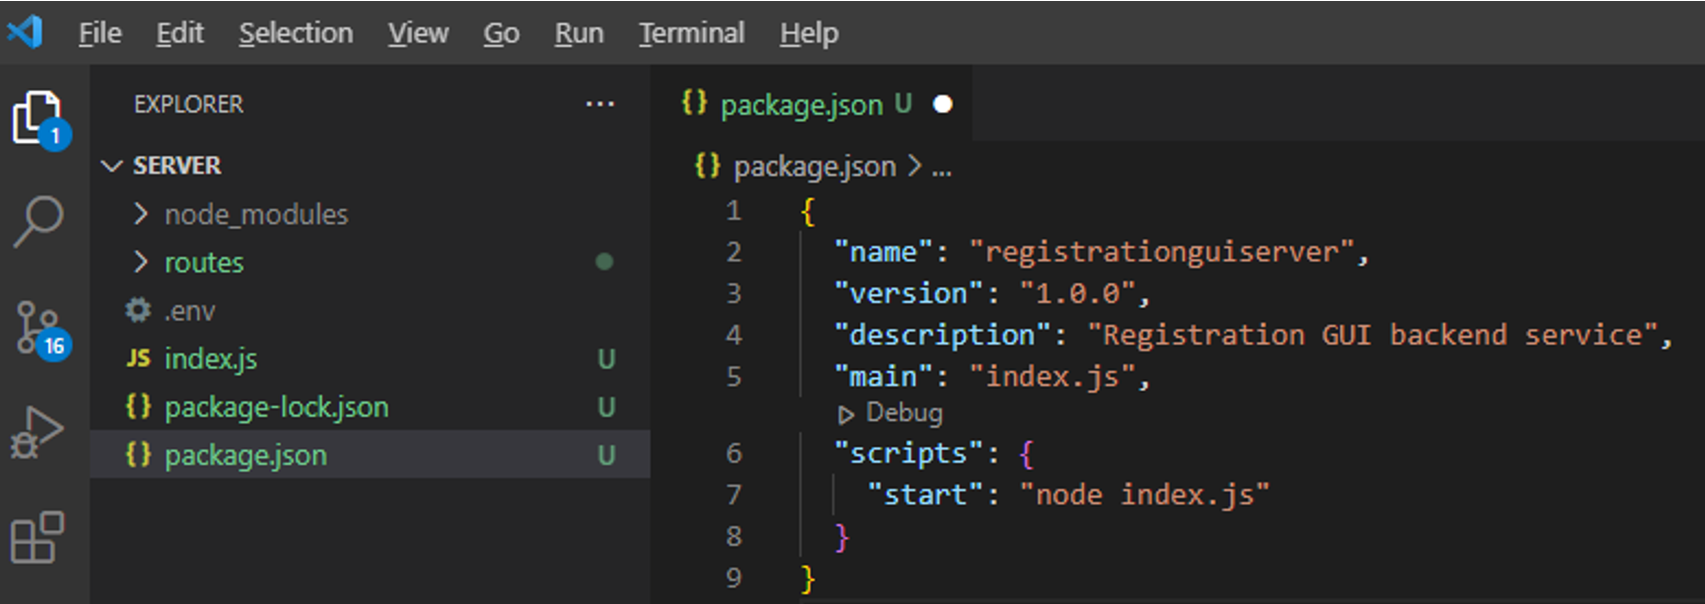 File Edit Selection View Go Run Terminal Help
EXPLORER ...
1
SERVER
node_modules
routes
.env
16
JS index.js U
{} package-lock.json U
{} package.json U
{} package.json U
{} package.json > ...
1 {
2 "name": "registrationguiserver",
3 "version": "1.0.0",
4 "description": "Registration GUI backend service",
5 "main": "index.js",
Debug
6 "scripts": {
7 "start": "node index.js"
8 }
9 }